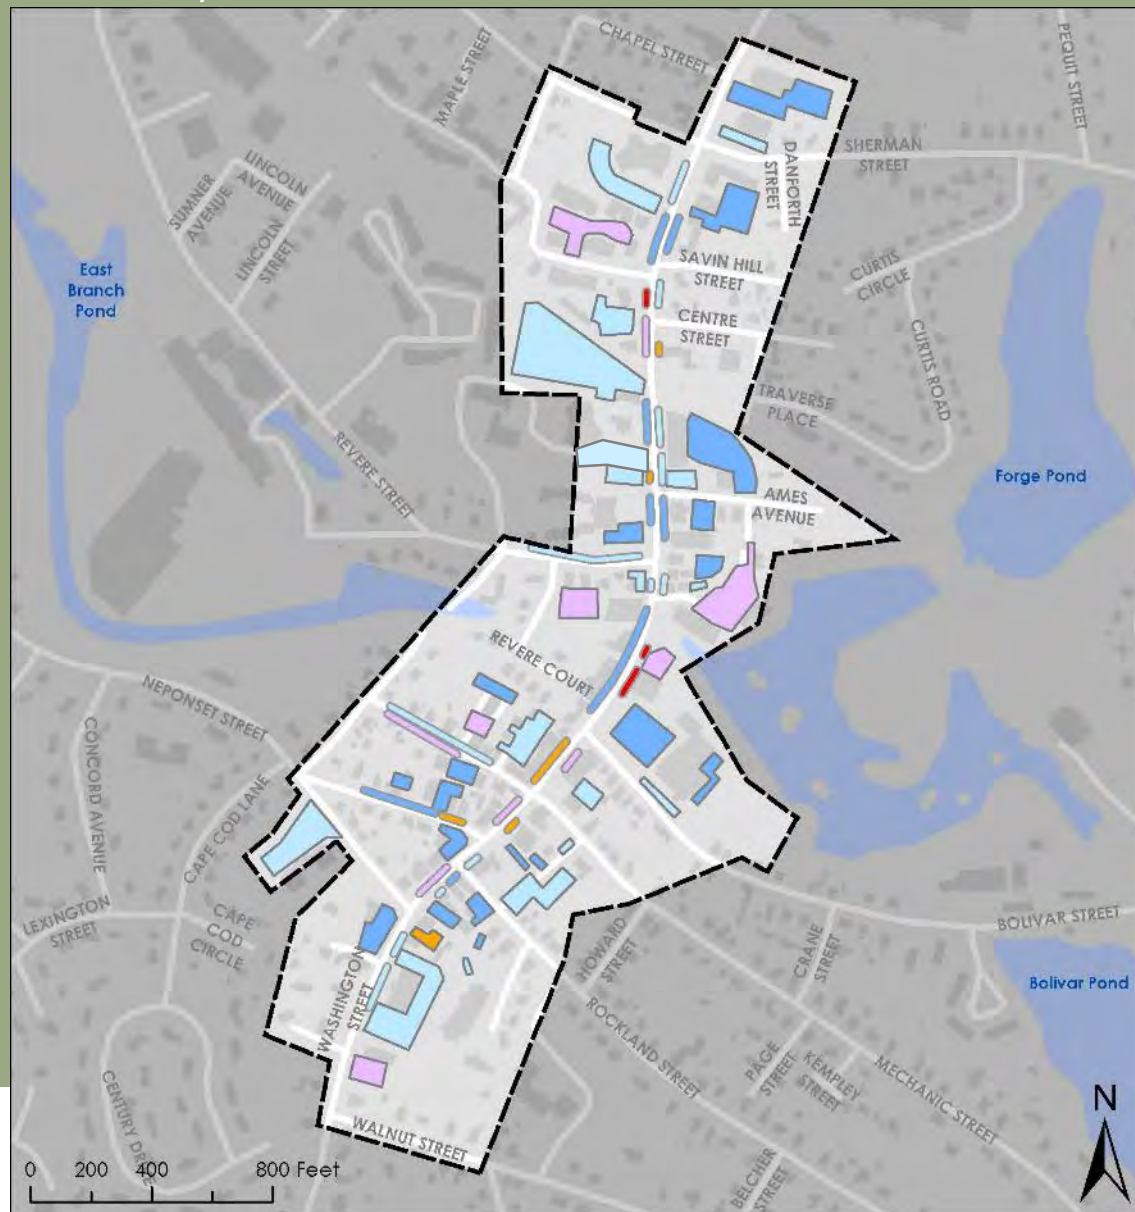 CHAPEL STREET
MAPLE STREET
PEQUIT STREET
SHERMAN
STREET
DANFORTH
STREET
LINCOLN
AVENUE
SUMNER
AVENUE
LINCOLN
STREET
SAVIN HILL
STREET
CURTIS
CIRCLE
East
Branch
Pond
CENTRE
STREET
CURTIS ROAD
TRAVERSE
PLACE
REVERE STREET
Forge Pond
AMES
AVENUE
REVERE COURT
NEPONSET STREET
CONCORD AVENUE
CAPE COD LANE
LEXINGTON
STREET
CAPE
COD
CIRCLE
HOWARD
STREET
CRANE
STREET
BOLIVAR STREET
Bolivar Pond
WASHINGTON
STREET
ROCKLAND STREET
PAGE
STREET
KEMPLEY
STREET
MECHANIC STREET
CENTURY DRIVE
WALNUT STREET
BELCHER
STREET
N
0 200 400 800 Feet